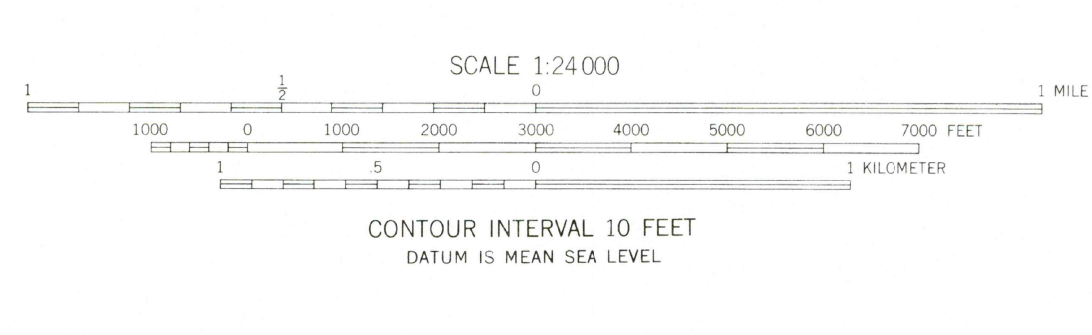 SCALE 1:24 000
1 1/2 0 1 MILE
1000 0 1000 2000 3000 4000 5000 6000 7000 FEET
1 .5 0 1 KILOMETER
CONTOUR INTERVAL 10 FEET
DATUM IS MEAN SEA LEVEL